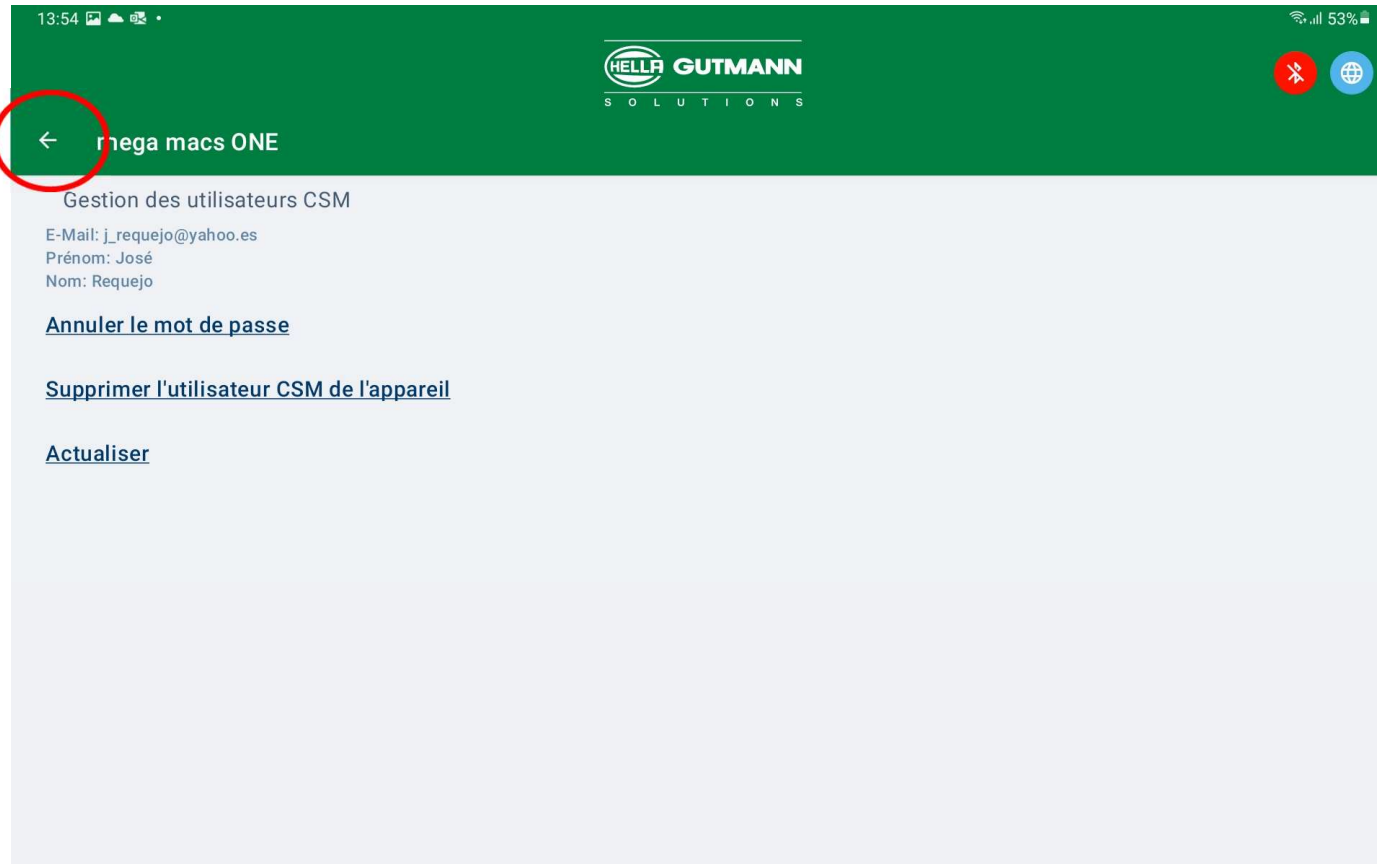 13:54
53%
HELLA GUTMANN
SOLUTIONS
mega macs ONE
Gestion des utilisateurs CSM
E-Mail: j_requejo@yahoo.es
Prénom: José
Nom: Requejo
Annuler le mot de passe
Supprimer l'utilisateur CSM de l'appareil
Actualiser